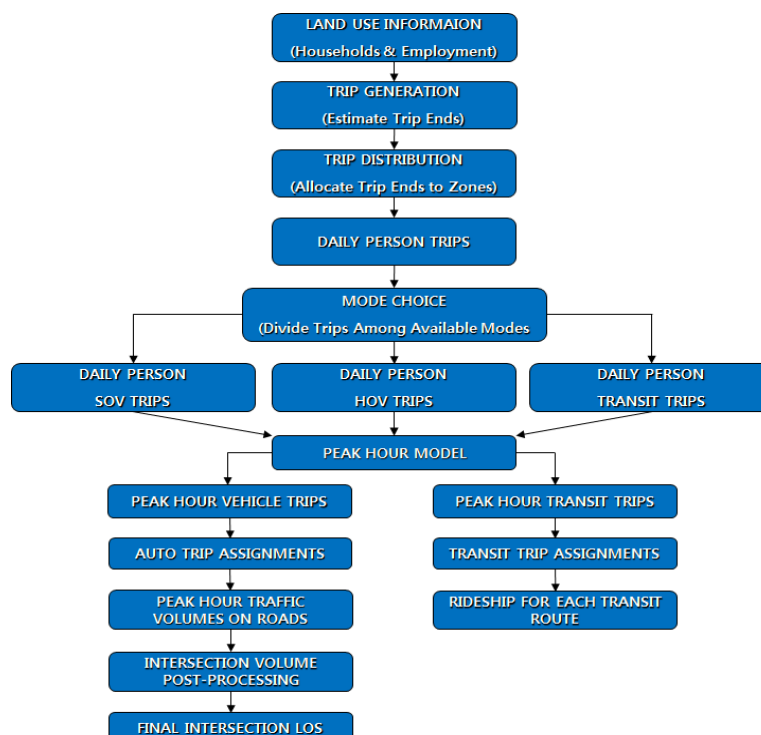 LAND USE INFORMAION
(Households & Employment)
TRIP GENERATION
(Estimate Trip Ends)
TRIP DISTRIBUTION
(Allocate Trip Ends to Zones)
DAILY PERSON TRIPS
MODE CHOICE
(Divide Trips Among Available Modes
DAILY PERSON
SOV TRIPS
DAILY PERSON
HOV TRIPS
DAILY PERSON
TRANSIT TRIPS
PEAK HOUR MODEL
PEAK HOUR VEHICLE TRIPS
PEAK HOUR TRANSIT TRIPS
AUTO TRIP ASSIGNMENTS
TRANSIT TRIP ASSIGNMENTS
PEAK HOUR TRAFFIC
VOLUMES ON ROADS
RIDESHIP FOR EACH TRANSIT
ROUTE
INTERSECTION VOLUME
POST-PROCESSING
FINAL INTERSECTION LOS